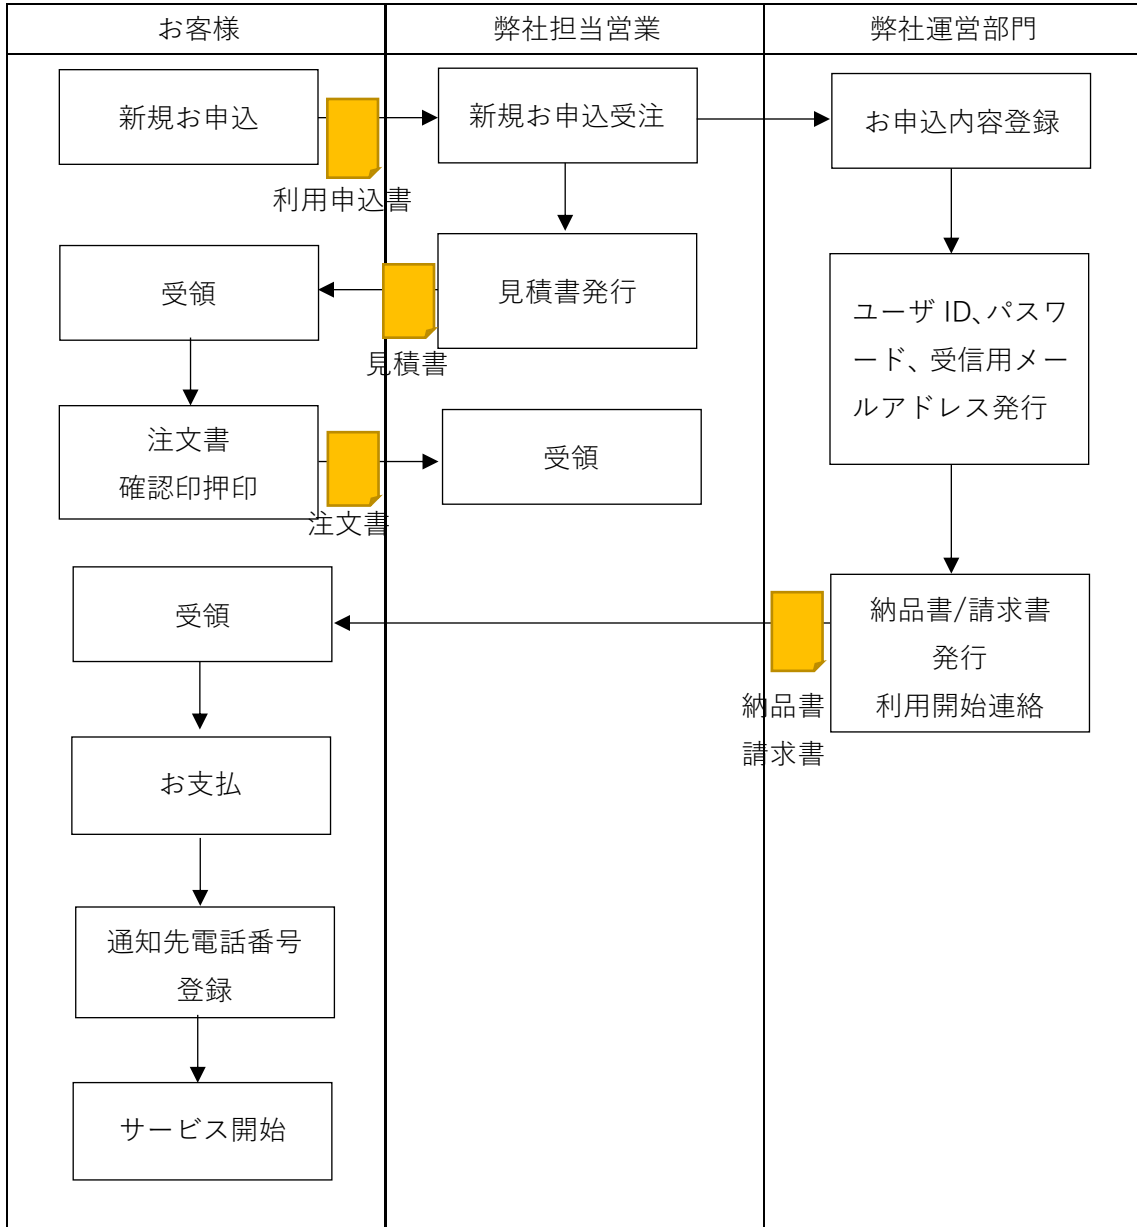 お客様
弊社担当営業
弊社運営部門
新規お申込
新規お申込受注
お申込内容登録
利用申込書
受領
見積書発行
ユーザ ID、パスワ
ード、受信用メー
ルアドレス発行
見積書
注文書
確認印押印
受領
注文書
受領
納品書/請求書
発行
利用開始連絡
納品書
請求書
お支払
通知先電話番号
登録
サービス開始